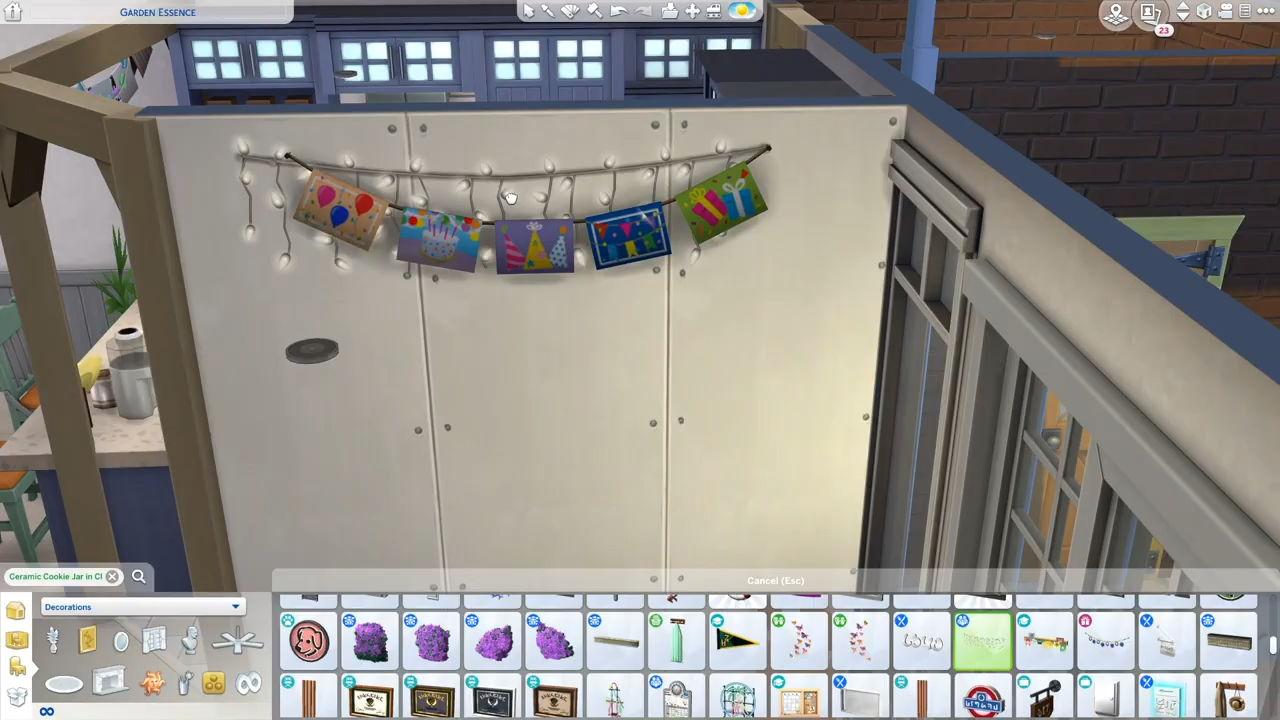 GARDEN ESSENCE
23
Cancel (Esc)
Ceramic Cookie Jar in Cl
Decorations